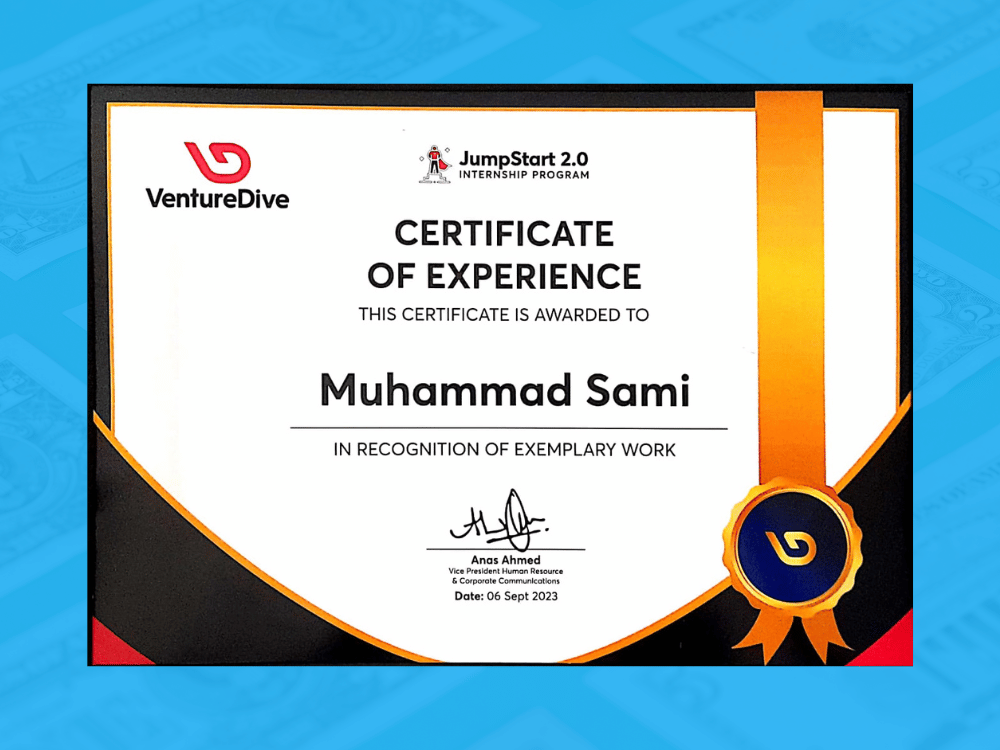 VentureDive
JumpStart 2.0
INTERNSHIP PROGRAM
CERTIFICATE
OF EXPERIENCE
THIS CERTIFICATE IS AWARDED TO
Muhammad Sami
IN RECOGNITION OF EXEMPLARY WORK
Anas Ahmed
Vice President Human Resource
& Corporate Communications
Date: 06 Sept 2023